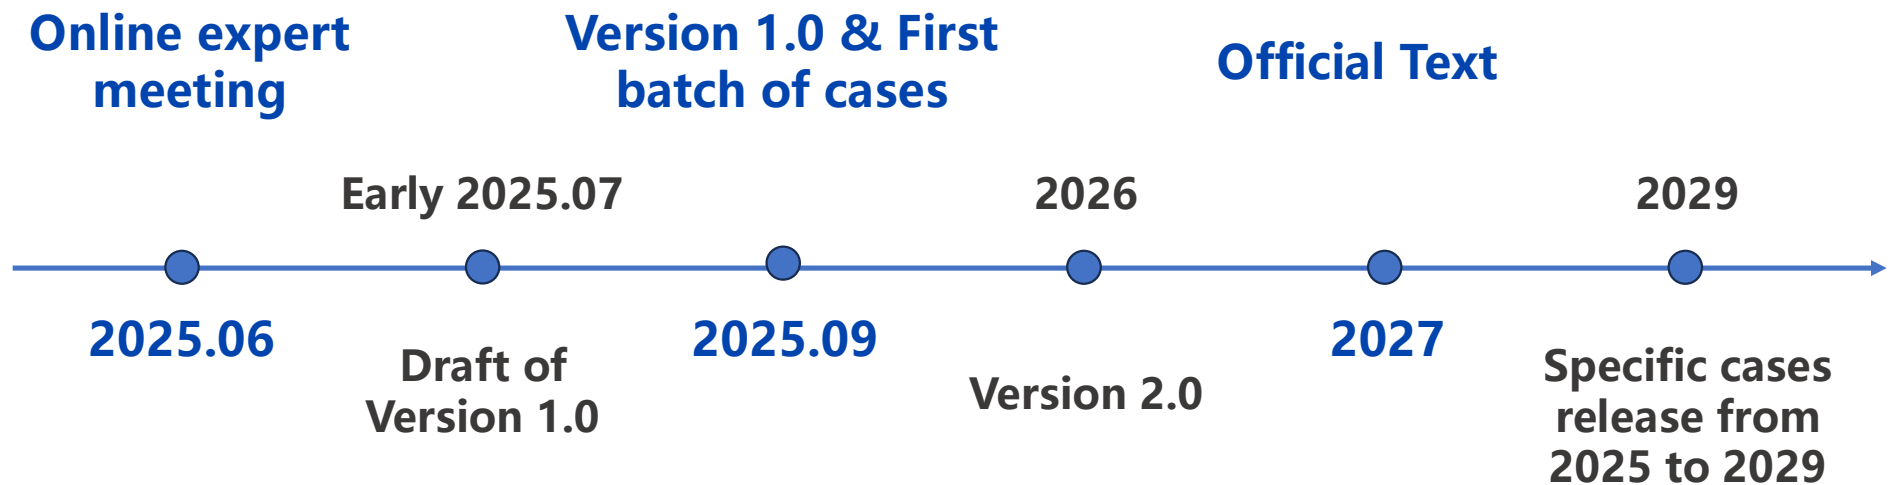 Online expert
meeting
Version 1.0 & First
batch of cases
Official Text
Early 2025.07
2026
2029
2025.06
2025.09
2027
Draft of
Version 1.0
Version 2.0
Specific cases
release from
2025 to 2029